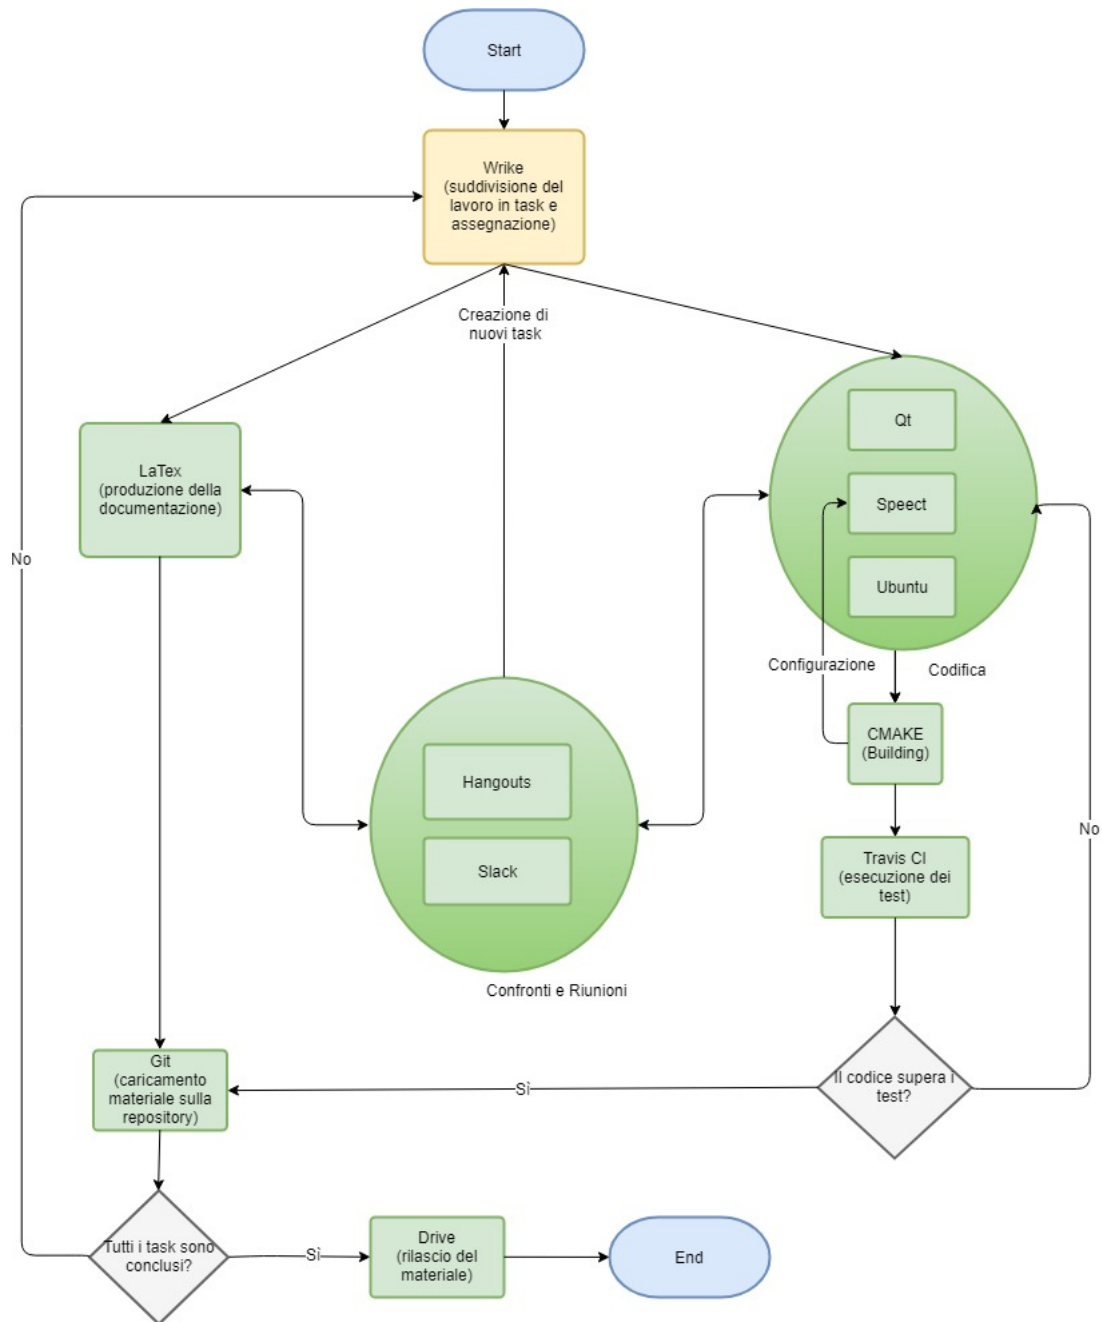 Start
Wrike
(suddivisione del
lavoro in task e
assegnazione)
Creazione di
nuovi task
Qt
LaTex
(produzione della
documentazione)
Speect
No
Ubuntu
Configurazione
Codifica
CMAKE
(Building)
Hangouts
No
Travis CI
(esecuzione dei
test)
Slack
Confronti e Riunioni
Git
(caricamento
materiale sulla
repository)
Sì
Il codice supera i
test?
Tutti i task sono
conclusi?
Sì
Drive
(rilascio del
materiale)
End